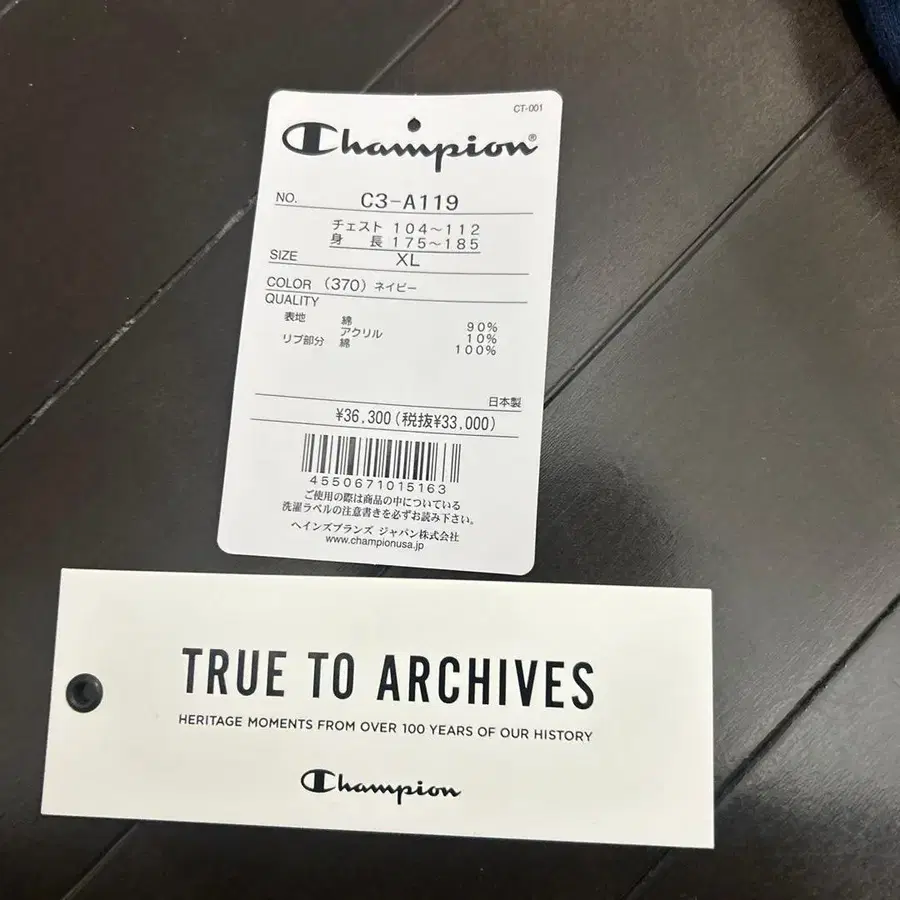 CT-001
Champion®
NO. C3-A119
チェスト 104～112
身　長 175～185
SIZE XL
COLOR (370) ネイビー
QUALITY
表地 綿 90%
アクリル 10%
リブ部分 綿 100%
日本製
¥36,300(税抜¥33,000)
4550671015163
ご使用の際は商品の中についている
洗濯ラベルの注意書きを必ずお読み下さい。
ヘインズブランズ ジャパン株式会社
www.championusa.jp
TRUE TO ARCHIVES
HERITAGE MOMENTS FROM OVER 100 YEARS OF OUR HISTORY
Champion